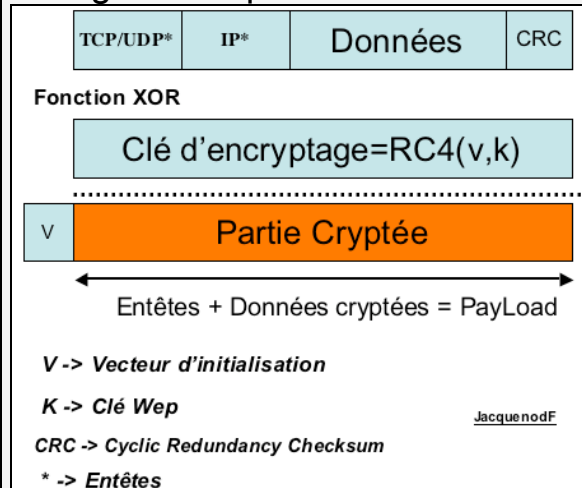 TCP/UDP* IP* Données CRC
Fonction XOR
Clé d'encryptage=RC4(v,k)
V Partie Cryptée
Entêtes + Données cryptées = PayLoad
V -> Vecteur d'initialisation
K -> Clé Wep
JacquenodF
CRC -> Cyclic Redundancy Checksum
* -> Entêtes